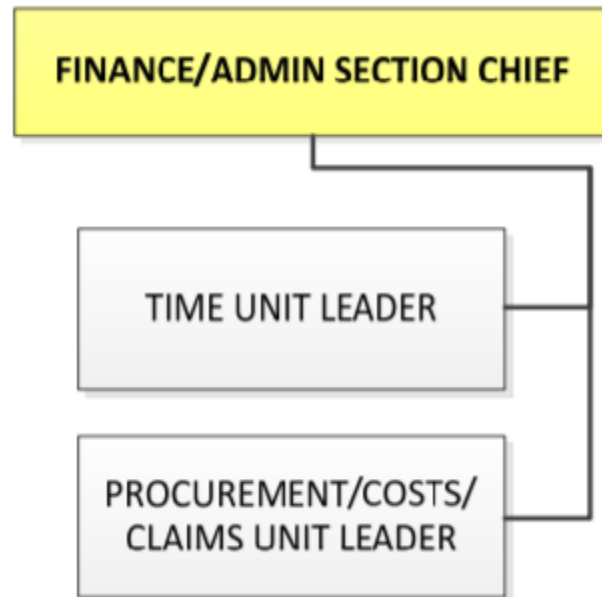 FINANCE/ADMIN SECTION CHIEF
TIME UNIT LEADER
PROCUREMENT/COSTS/
CLAIMS UNIT LEADER